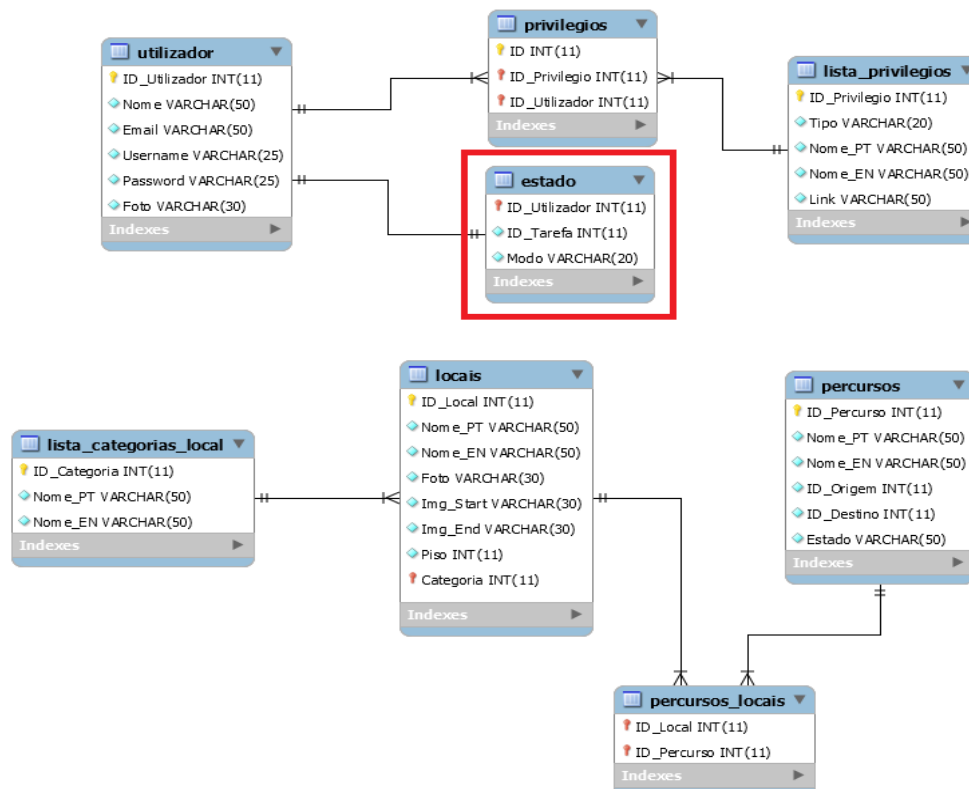 utilizador
ID_Utilizador INT(11)
Nome VARCHAR(50)
Email VARCHAR(50)
Username VARCHAR(25)
Password VARCHAR(25)
Foto VARCHAR(30)
Indexes
privilegios
ID INT(11)
ID_Privilegio INT(11)
ID_Utilizador INT(11)
Indexes
lista_privilegios
ID_Privilegio INT(11)
Tipo VARCHAR(20)
Nome_PT VARCHAR(50)
Nome_EN VARCHAR(50)
Link VARCHAR(50)
Indexes
estado
ID_Utilizador INT(11)
ID_Tarefa INT(11)
Modo VARCHAR(20)
Indexes
lista_categorias_local
ID_Categoria INT(11)
Nome_PT VARCHAR(50)
Nome_EN VARCHAR(50)
Indexes
locais
ID_Local INT(11)
Nome_PT VARCHAR(50)
Nome_EN VARCHAR(50)
Foto VARCHAR(30)
Img_Start VARCHAR(30)
Img_End VARCHAR(30)
Piso INT(11)
Categoria INT(11)
Indexes
percursos
ID_Percurso INT(11)
Nome_PT VARCHAR(50)
Nome_EN VARCHAR(50)
ID_Origem INT(11)
ID_Destino INT(11)
Estado VARCHAR(50)
Indexes
percursos_locais
ID_Local INT(11)
ID_Percurso INT(11)
Indexes